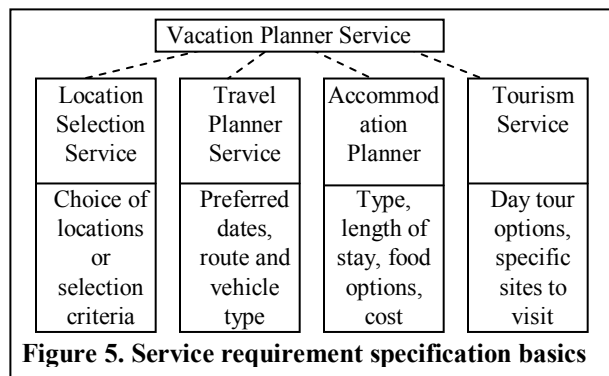 Vacation Planner Service
Location
Selection
Service
Travel
Planner
Service
Accommod
ation
Planner
Tourism
Service
Choice of
locations
or
selection
criteria
Preferred
dates,
route and
vehicle
type
Type,
length of
stay, food
options,
cost
Day tour
options,
specific
sites to
visit
Figure 5. Service requirement specification basics